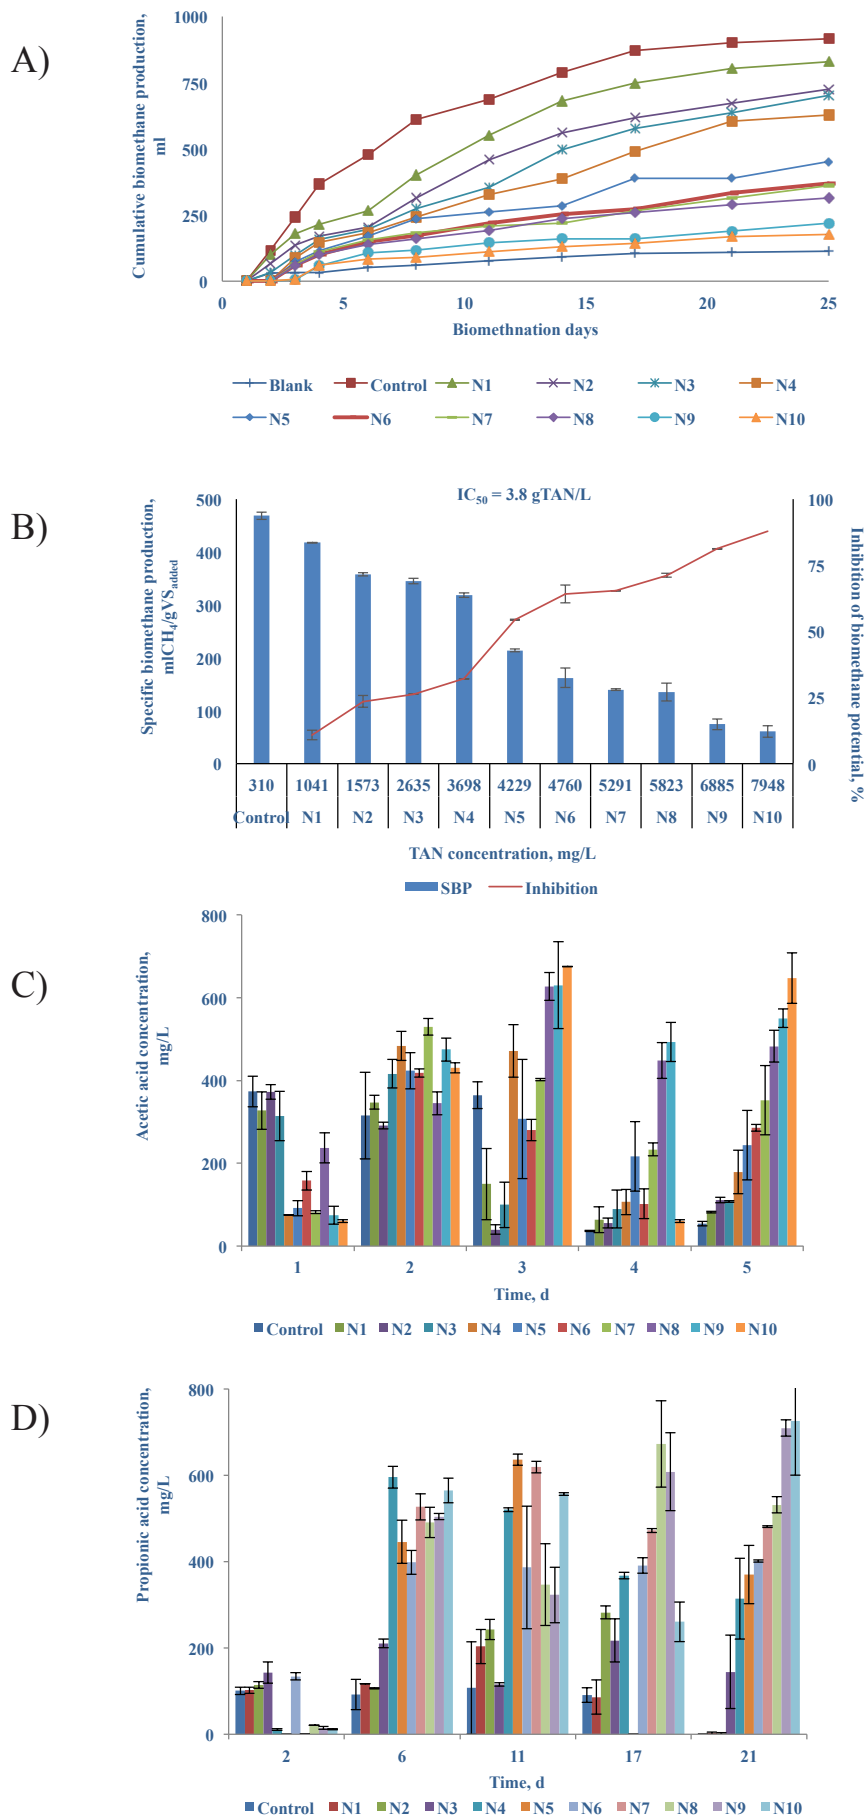 A)
Cumulative biomethane production,
ml
1000
750
500
250
0
0 5 10 15 20 25
Biomethnation days
Blank Control N1 N2 N3 N4
N5 N6 N7 N8 N9 N10
B)
IC50 = 3.8 gTAN/L
Specific biomethane production,
mlCH4/gVSadded
500
400
300
200
100
0
100
75
50
25
0
Inhibition of biomethane
potential, %
310 1041 1573 2635 3698 4229 4760 5291 5823 6885 7948
Control N1 N2 N3 N4 N5 N6 N7 N8 N9 N10
TAN concentration, mg/L
SBP Inhibition
C)
Acetic acid concentration,
mg/L
800
600
400
200
0
1 2 3 4 5
Time, d
Control N1 N2 N3 N4 N5 N6 N7 N8 N9 N10
D)
Propionic acid concentration,
mg/L
800
600
400
200
0
2 6 11 17 21
Time, d
Control N1 N2 N3 N4 N5 N6 N7 N8 N9 N10